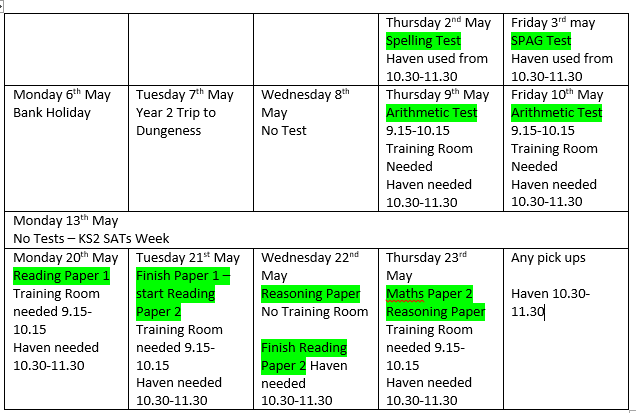 Thursday 2nd May
Spelling Test
Haven used from
10.30-11.30
Friday 3rd may
SPAG Test
Haven used from
10.30-11.30
Monday 6th May
Bank Holiday
Tuesday 7th May
Year 2 Trip to
Dungeness
Wednesday 8th
May
No Test
Thursday 9th May
Arithmetic Test
9.15-10.15
Training Room
Needed
Haven needed
10.30-11.30
Friday 10th May
Arithmetic Test
9.15-10.15
Training Room
Needed
Haven needed
10.30-11.30
Monday 13th May
No Tests – KS2 SATs Week
Monday 20th May
Reading Paper 1
Training Room
needed 9.15-
10.15
Haven needed
10.30-11.30
Tuesday 21st May
Finish Paper 1 –
start Reading
Paper 2
Training Room
needed 9.15-
10.15
Haven needed
10.30-11.30
Wednesday 22nd
May
Reasoning Paper
No Training Room
Finish Reading
Paper 2 Haven
needed
10.30-11.30
Thursday 23rd
May
Maths Paper 2
Reasoning Paper
Training Room
needed 9.15-
10.15
Haven needed
10.30-11.30
Any pick ups
Haven 10.30-
11.30